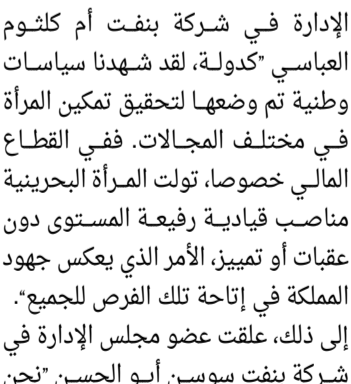 الإدارة في شركة بنفت أم كلثوم
العباسي ”كدولة، لقد شهدنا سياسات
وطنية تم وضعها لتحقيق تمكين المرأة
في مختلف المجالات. ففي القطاع
المالي خصوصا، تولت المرأة البحرينية
مناصب قيادية رفيعة المستوى دون
عقبات أو تمييز، الأمر الذي يعكس جهود
المملكة في إتاحة تلك الفرص للجميع“.
إلى ذلك، علقت عضو مجلس الإدارة في
شركة بنفت سوسن أبو الحسن ”نحن